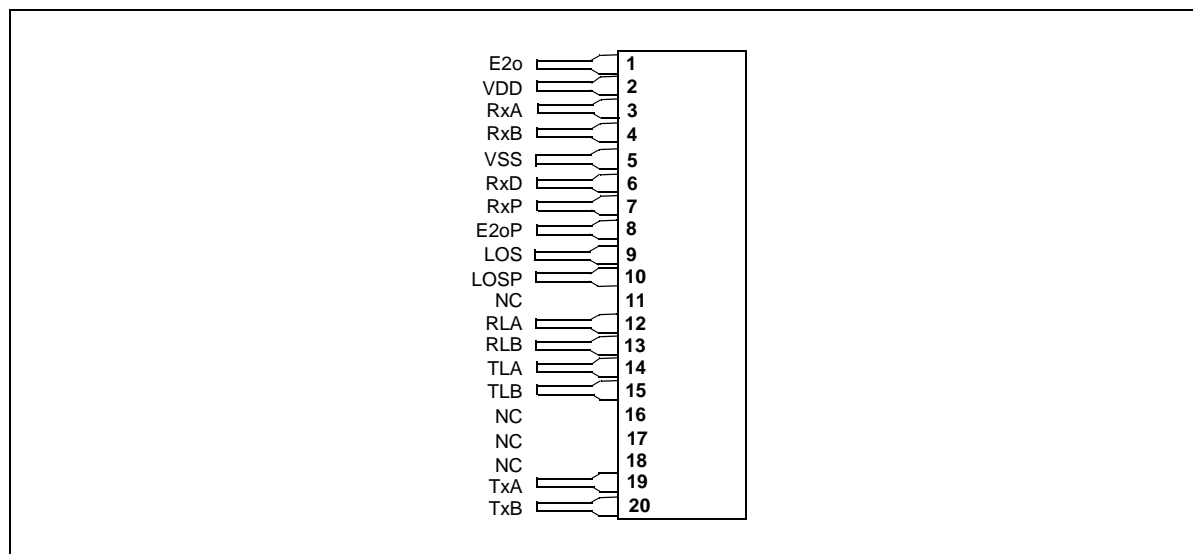 E2o 1
VDD 2
RxA 3
RxB 4
VSS 5
RxD 6
RxP 7
E2oP 8
LOS 9
LOSP 10
NC 11
RLA 12
RLB 13
TLA 14
TLB 15
NC 16
NC 17
NC 18
TxA 19
TxB 20